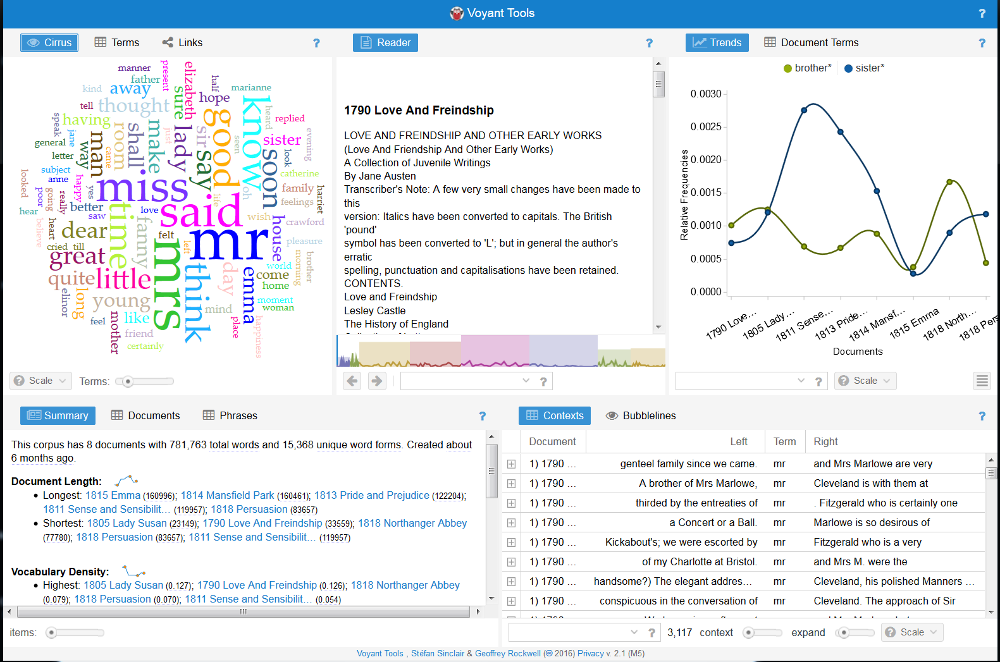 Voyant Tools
?
Cirrus Terms Links ?
manner
present
elizabeth
father
half
kind
away
sure
hope
marianne
tell
thought
know
heard
replied
speak
having
good
lady
sir
jane
man
room
shall
make
just
seen
sister
evening
general
way
came
say
soon
look
letter
subject
catherine
looked
anne
happy
miss
oh
family
harriet
poor
going
really
yes
life
feelings
hear
better
love
said
saw
time
wish
house
crawford
believe
heart
dear
fanny
felt
mr
pleasure
cried
till
left
great
mrs
think
day
emma
world
morning
brother
quite
little
come
home
elinor
long
young
mind
moment
woman
feel
mother
like
place
happiness
friend
certainly
Scale Terms:
Reader ?
1790 Love And Freindship
LOVE AND FREINDSHIP AND OTHER EARLY WORKS
(Love And Friendship And Other Early Works)
A Collection of Juvenile Writings
By Jane Austen
Transcriber's Note: A few very small changes have been made to
this
version: Italics have been converted to capitals. The British
'pound'
symbol has been converted to 'L'; but in general the author's
erratic
spelling, punctuation and capitalisations have been retained.
CONTENTS.
Love and Freindship
Lesley Castle
The History of England
?
Trends Document Terms ?
brother* sister*
Relative Frequencies
0.0030
0.0025
0.0020
0.0015
0.0010
0.0005
0.0000
1790 Love... 1805 Lady... 1811 Sense... 1813 Pride... 1814 Mansf... 1815 Emma 1818 North... 1818 Pers
Documents
? Scale
Summary Documents Phrases ?
This corpus has 8 documents with 781,763 total words and 15,368 unique word forms. Created about
6 months ago.
Document Length:
• Longest: 1815 Emma (160996); 1814 Mansfield Park (160461); 1813 Pride and Prejudice (122204);
1811 Sense and Sensibilit... (119957); 1818 Persuasion (83657)
• Shortest: 1805 Lady Susan (23149); 1790 Love And Freindship (33559); 1818 Northanger Abbey
(77780); 1818 Persuasion (83657); 1811 Sense and Sensibilit... (119957)
Vocabulary Density:
• Highest: 1805 Lady Susan (0.127); 1790 Love And Freindship (0.126); 1818 Northanger Abbey
(0.079); 1818 Persuasion (0.070); 1811 Sense and Sensibilit... (0.054)
items:
Contexts Bubblelines ?
Document Left Term Right
1) 1790 ... genteel family since we came. mr and Mrs Marlowe are very
1) 1790 ... A brother of Mrs Marlowe, mr Cleveland is with them at
1) 1790 ... thirded by the entreaties of mr . Fitzgerald who is certainly one
1) 1790 ... a Concert or a Ball. mr Marlowe is so desirous of
1) 1790 ... Kickabout's; we were escorted by mr Fitzgerald who is a very
1) 1790 ... of my Charlotte at Bristol. mr and Mrs M. were the
1) 1790 ... handsome?) The elegant addres... mr Cleveland, his polished Manners ...
1) 1790 ... conspicuous in the conversation of mr Cleveland. The approach of Sir
? 3,117 context expand Scale
Voyant Tools , Stéfan Sinclair & Geoffrey Rockwell (© 2016) Privacy v. 2.1 (M5)